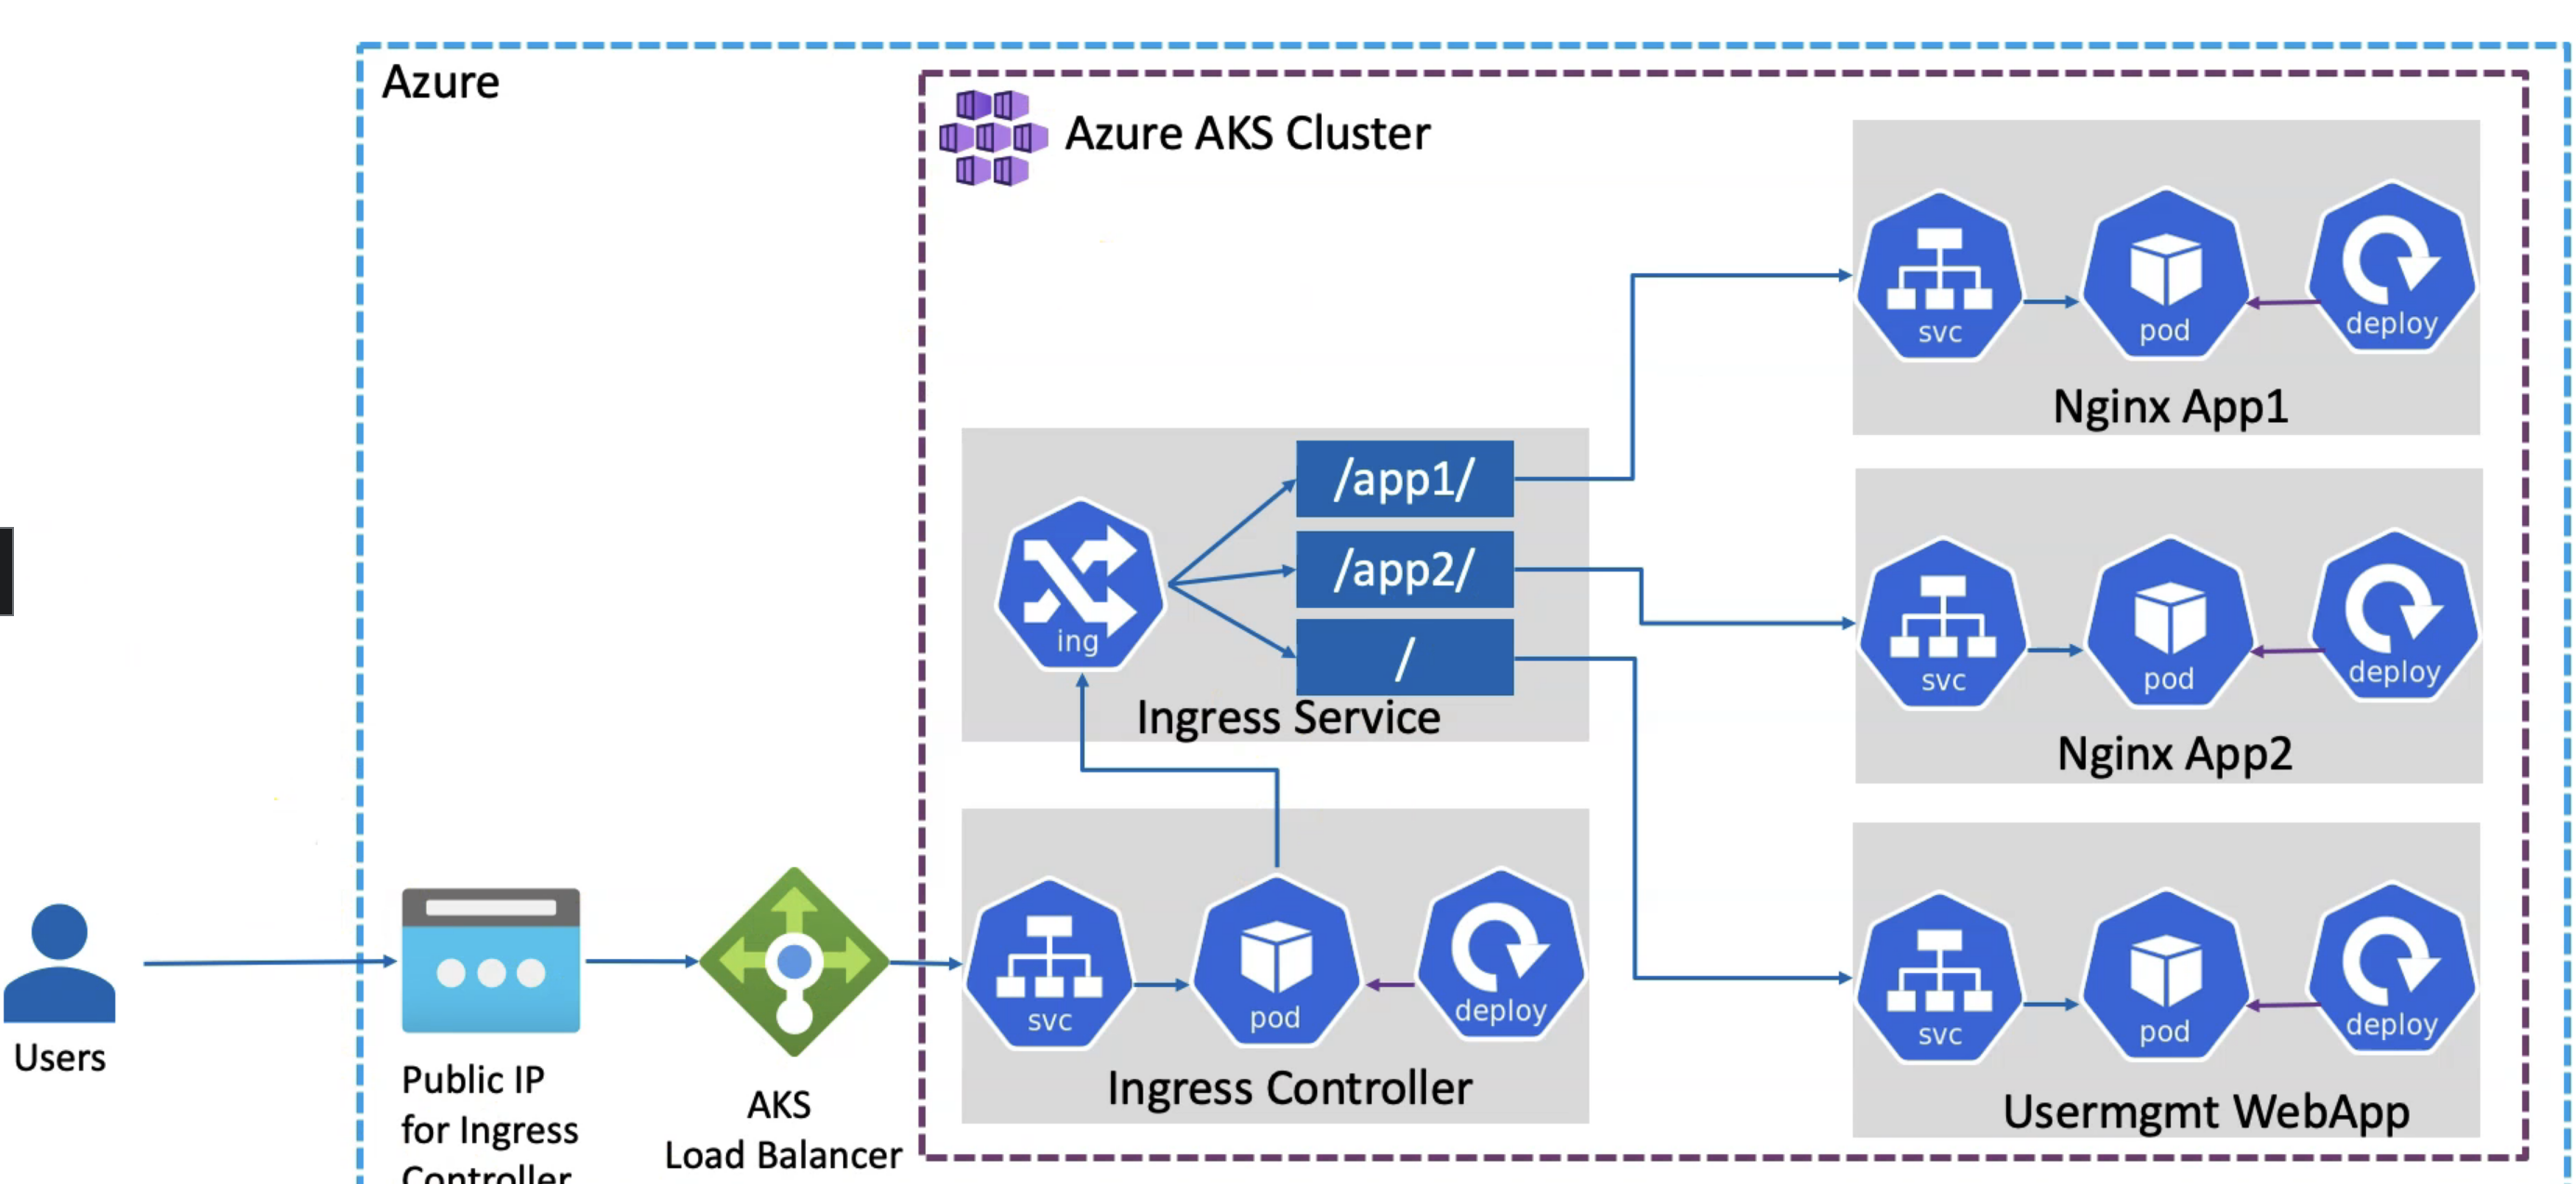 Azure
Azure AKS Cluster
svc
pod
deploy
Nginx App1
/app1/
/app2/
/
ing
Ingress Service
svc
pod
deploy
Nginx App2
svc
pod
deploy
Ingress Controller
svc
pod
deploy
Usermgmt WebApp
Users
Public IP
for Ingress
Controller
AKS
Load Balancer